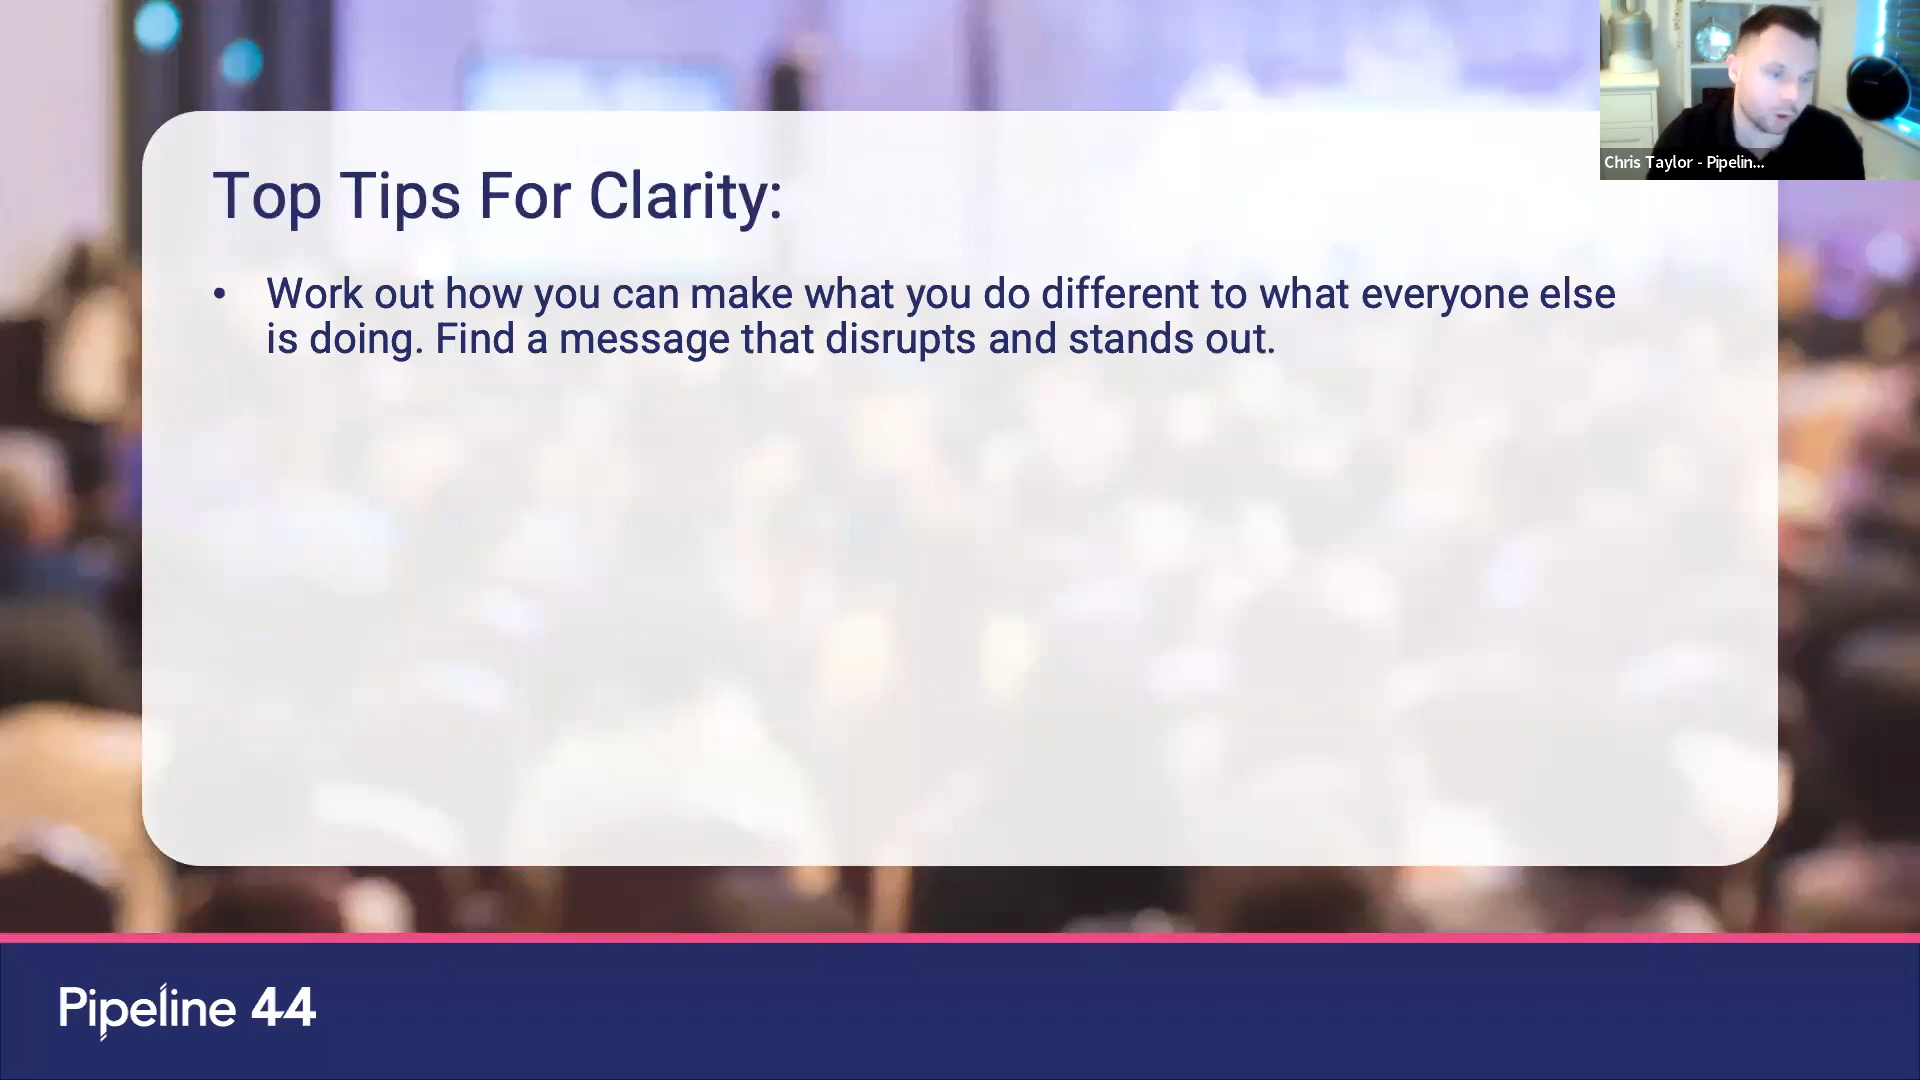 Top Tips For Clarity:
• Work out how you can make what you do different to what everyone else
is doing. Find a message that disrupts and stands out.
Chris Taylor - Pipelin...
Pipeline 44